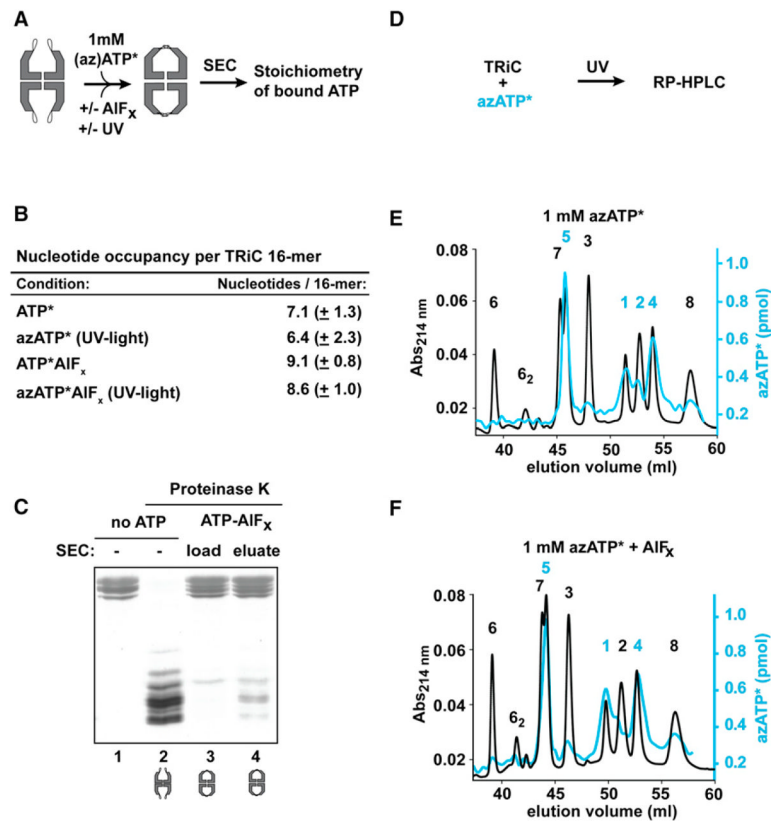 A
1mM
(az)ATP*
+/- AlFx
+/- UV
SEC
Stoichiometry
of bound ATP
B
Nucleotide occupancy per TRiC 16-mer
Condition: Nucleotides / 16-mer:
ATP* 7.1 (± 1.3)
azATP* (UV-light) 6.4 (± 2.3)
ATP*AlFx 9.1 (± 0.8)
azATP*AlFx (UV-light) 8.6 (± 1.0)
C
Proteinase K
no ATP ATP-AlFx
SEC: - - load eluate
1 2 3 4
D
TRiC
+
azATP*
UV
RP-HPLC
E
1 mM azATP*
5
7 3
6 1 2 4 8
6₂
0.08
0.06
0.04
0.02
Abs214 nm
1.0
0.8
0.6
0.4
0.2
azATP* (pmol)
40 45 50 55 60
elution volume (ml)
F
1 mM azATP* + AlFx
5
7 3
6 1 2 4 8
6₂
0.08
0.06
0.04
0.02
Abs214 nm
1.0
0.8
0.6
0.4
0.2
azATP* (pmol)
40 45 50 55 60
elution volume (ml)